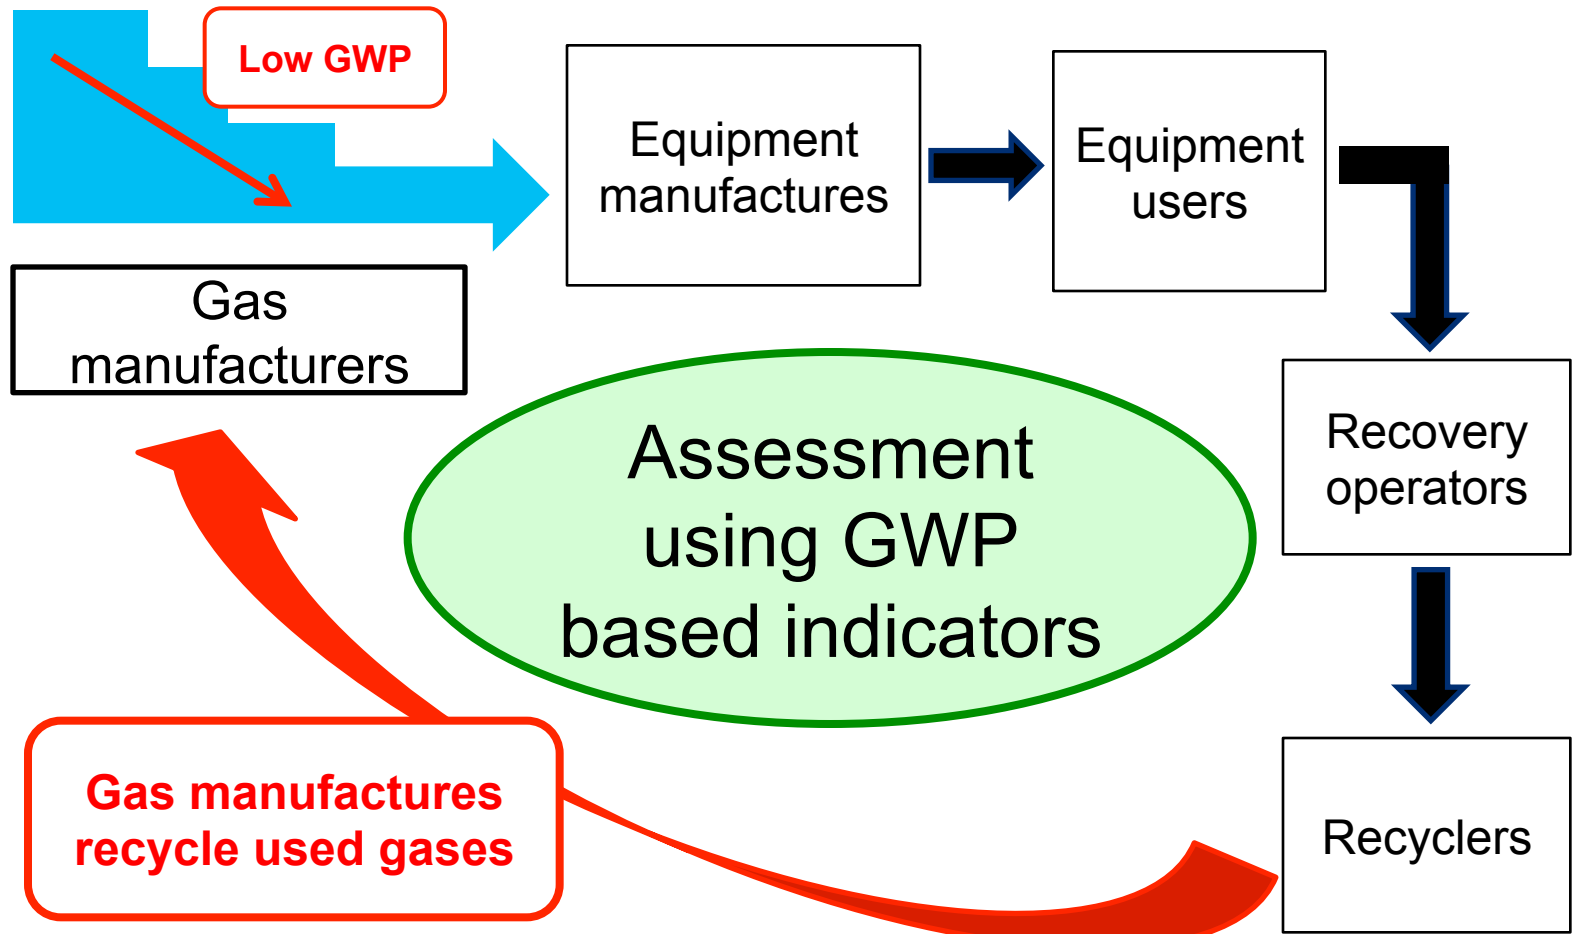 Low GWP
Equipment
manufactures
Equipment
users
Gas
manufacturers
Assessment
using GWP
based indicators
Recovery
operators
Gas manufactures
recycle used gases
Recyclers